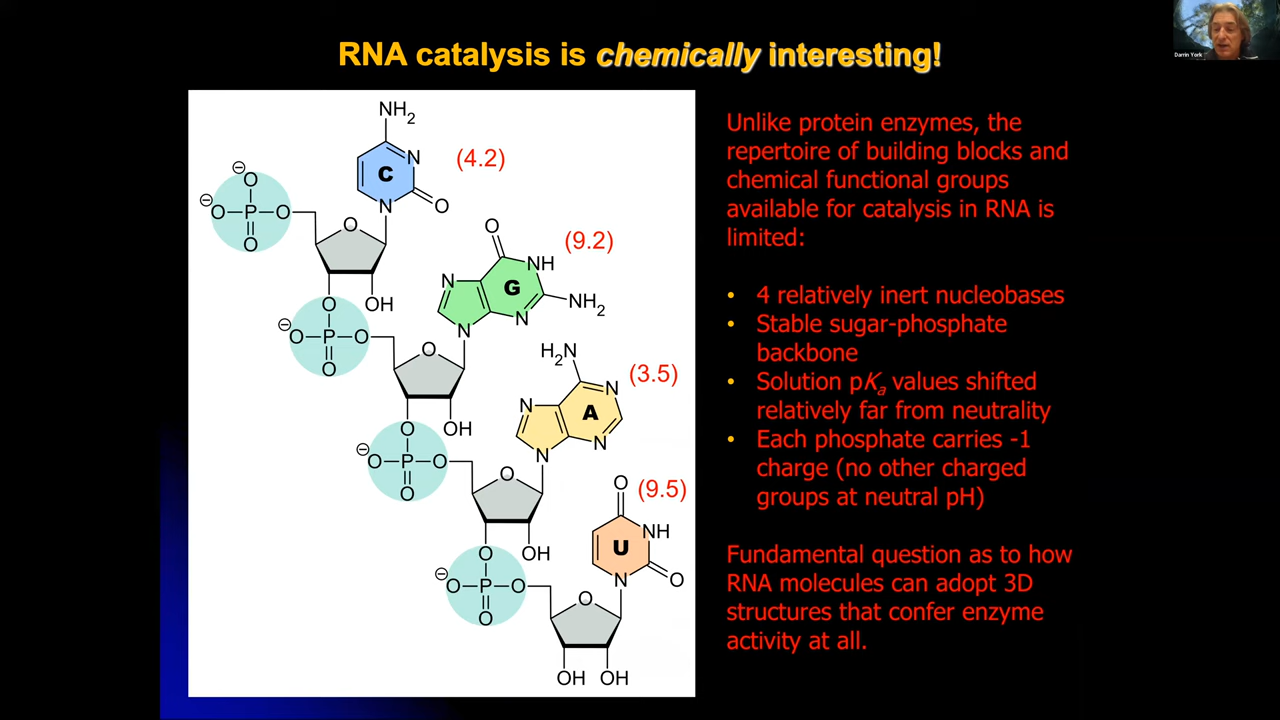 RNA catalysis is chemically interesting!
Darrin York
NH2
C
N
N
O
(4.2)
⊖
O
⊖
O
P
O
O
O
OH
O
(9.2)
N
NH
G
N
N
NH2
O
⊖
O
P
O
O
O
OH
H2N
(3.5)
N
N
A
N
N
O
⊖
O
P
O
O
O
OH
O
(9.5)
NH
U
N
O
O
⊖
O
P
O
O
O
OH
OH
Unlike protein enzymes, the
repertoire of building blocks and
chemical functional groups
available for catalysis in RNA is
limited:
• 4 relatively inert nucleobases
• Stable sugar-phosphate
backbone
• Solution pKa values shifted
relatively far from neutrality
• Each phosphate carries -1
charge (no other charged
groups at neutral pH)
Fundamental question as to how
RNA molecules can adopt 3D
structures that confer enzyme
activity at all.